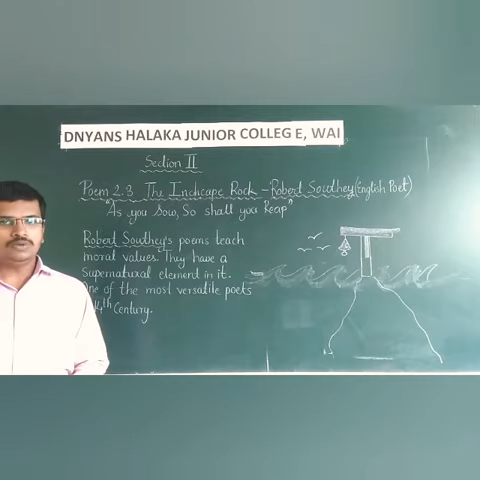 DNYANS HALAKA JUNIOR COLLEG E, WAI
Section II
Poem 2.3 The Inchcape Rock - Robert Southey (English Poet)
"As you Sow, So shall you Reap"
Robert Southey's poems teach
moral values. They have a
Supernatural element in it.
One of the most versatile poets
14th Century.